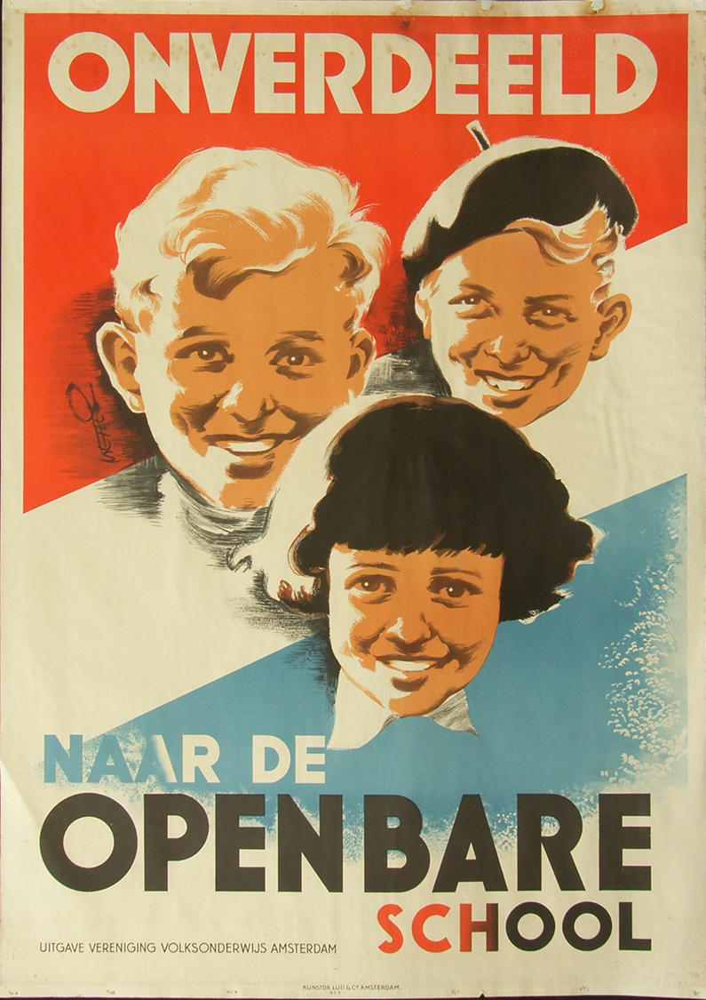 ONVERDEELD
NAAR DE
OPENBARE
SCHOOL
UITGAVE VERENIGING VOLKSONDERWIJS AMSTERDAM
KUNSTDR. LUII & Co AMSTERDAM.